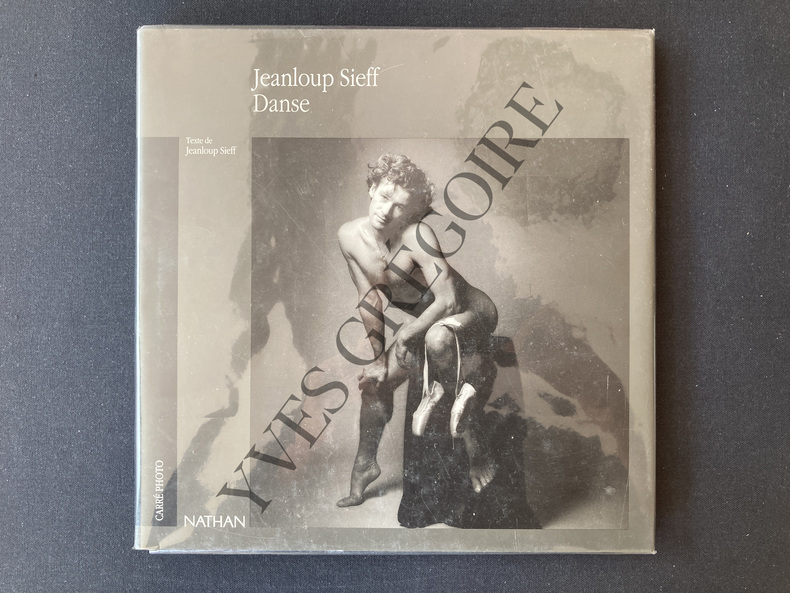 Jeanloup Sieff
Danse
Texte de
Jeanloup Sieff
YVES GREGOIRE
CARRÉ PHOTO
NATHAN